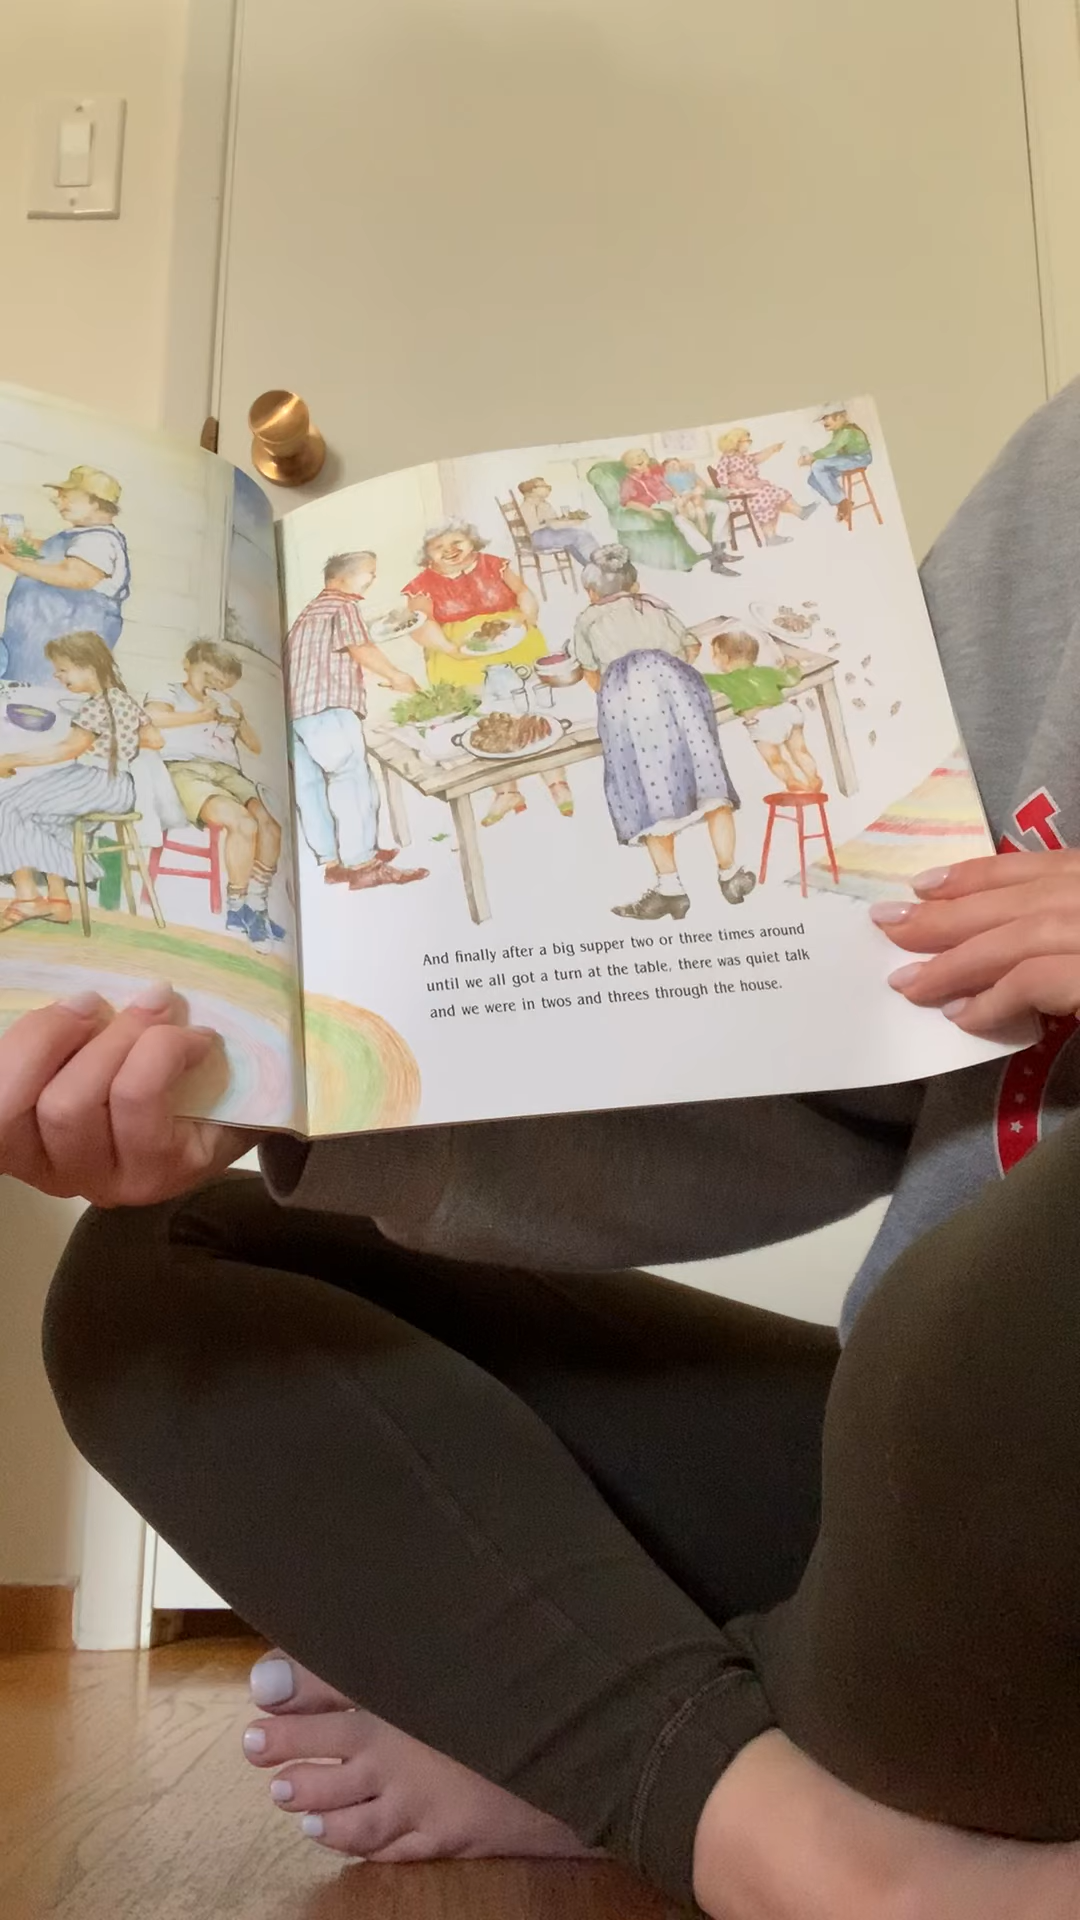 And finally after a big supper two or three times around
until we all got a turn at the table, there was quiet talk
and we were in twos and threes through the house.